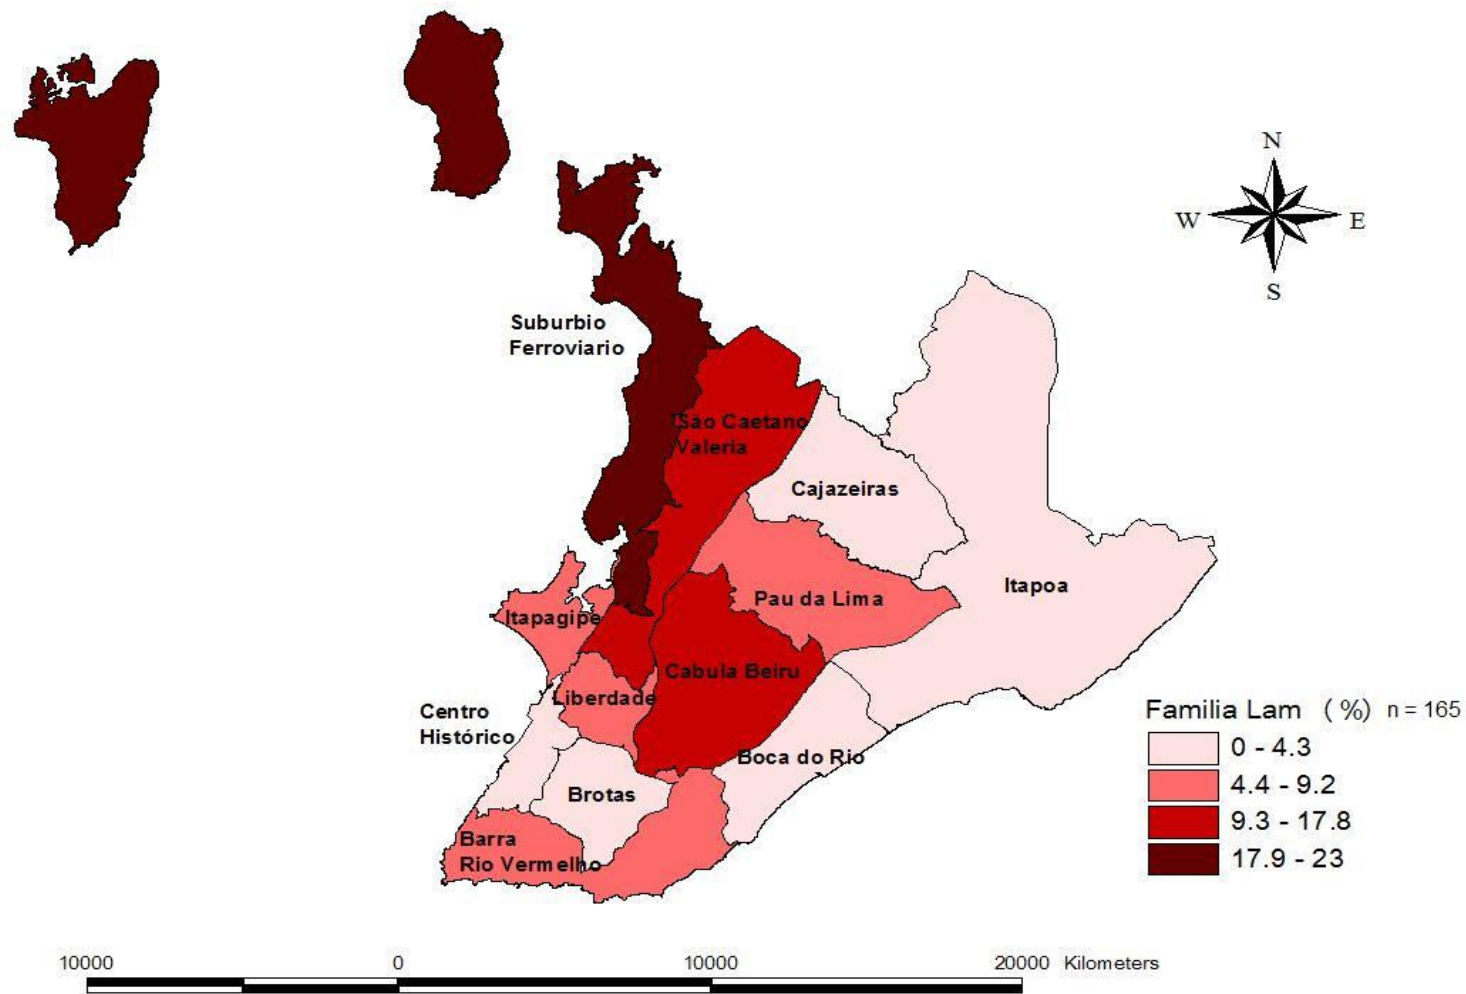 N
W E
S
Suburbio
Ferroviario
São Caetano
Valeria
Cajazeiras
Itapoa
Pau da Lima
Itapagipe
Cabula Beiru
Liberdade
Centro
Histórico
Boca do Rio
Brotas
Barra
Rio Vermelho
Familia Lam ( %) n = 165
0 - 4.3
4.4 - 9.2
9.3 - 17.8
17.9 - 23
10000 0 10000 20000 Kilometers